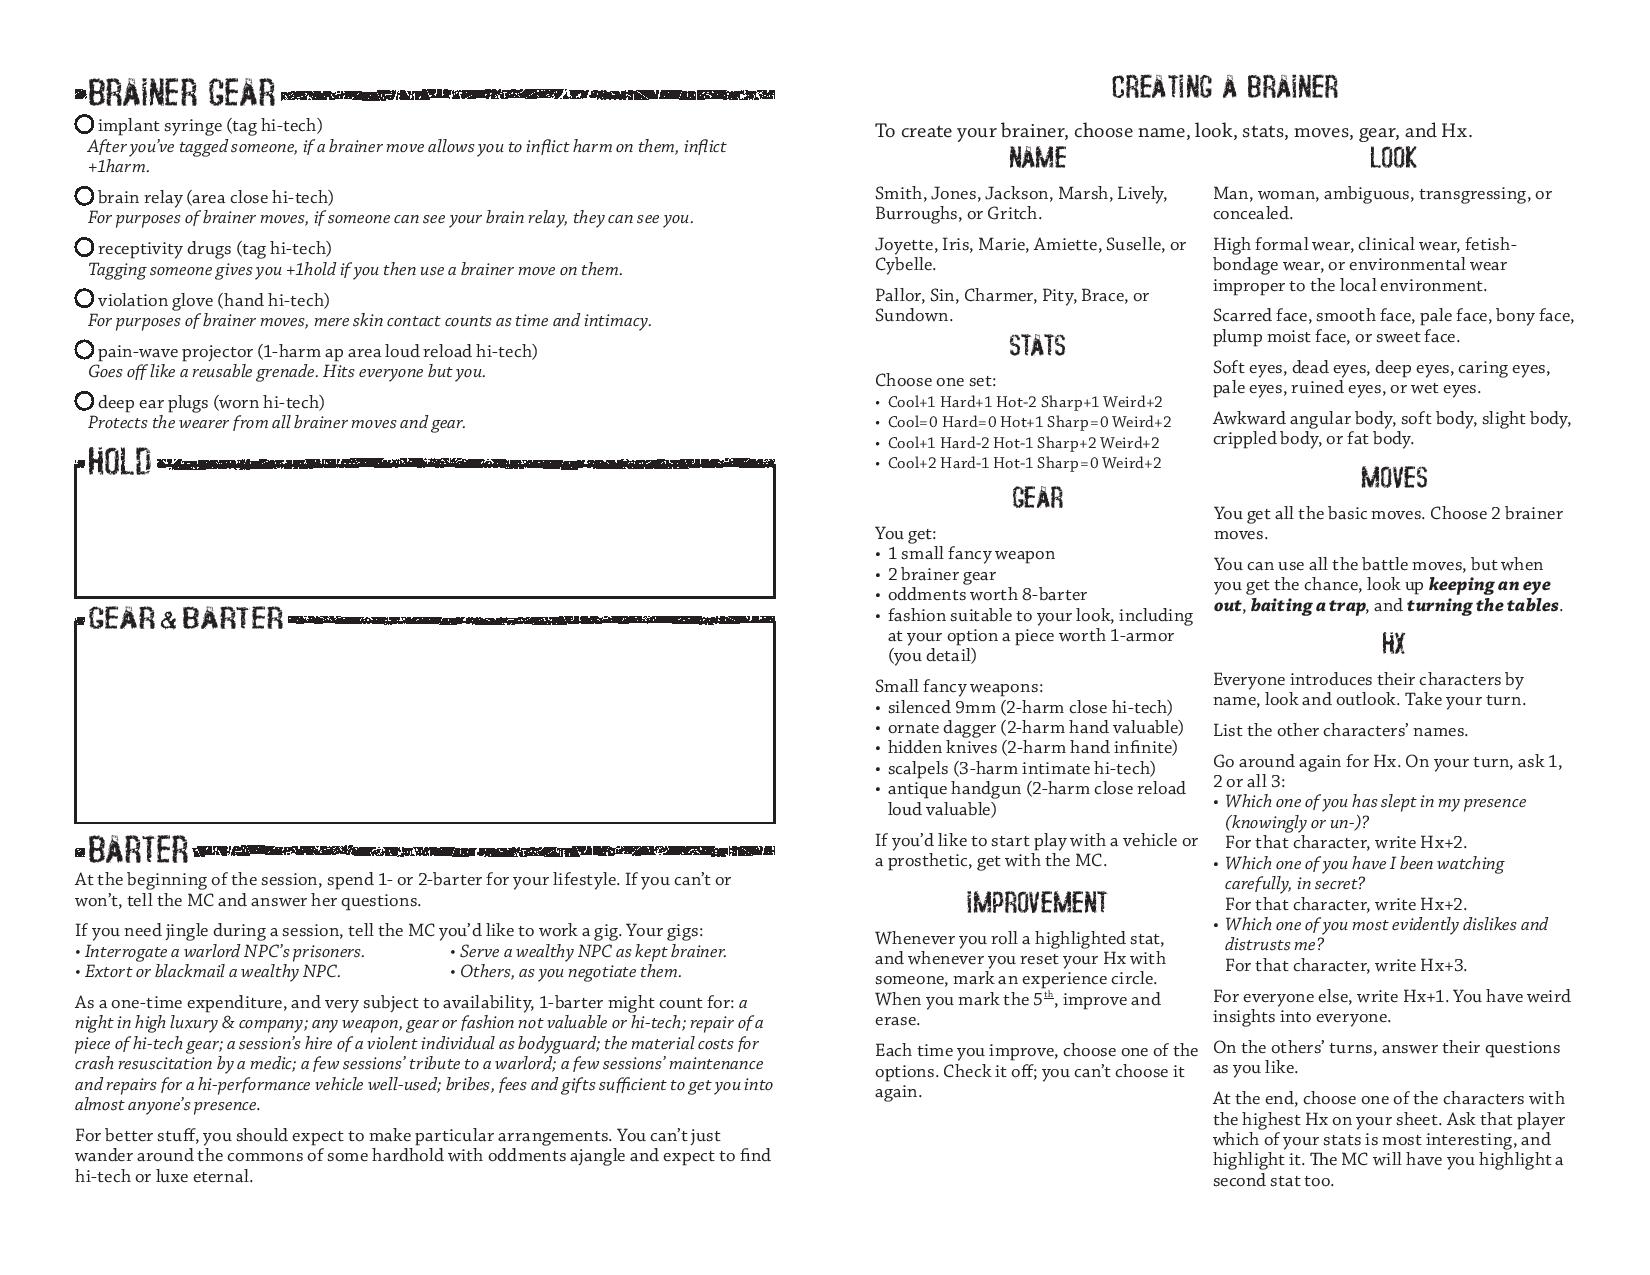 BRAINER GEAR
implant syringe (tag hi-tech)
After you've tagged someone, if a brainer move allows you to inflict harm on them, inflict
+1harm.
brain relay (area close hi-tech)
For purposes of brainer moves, if someone can see your brain relay, they can see you.
receptivity drugs (tag hi-tech)
Tagging someone gives you +1hold if you then use a brainer move on them.
violation glove (hand hi-tech)
For purposes of brainer moves, mere skin contact counts as time and intimacy.
pain-wave projector (1-harm ap area loud reload hi-tech)
Goes off like a reusable grenade. Hits everyone but you.
deep ear plugs (worn hi-tech)
Protects the wearer from all brainer moves and gear.
HOLD
GEAR & BARTER
BARTER
At the beginning of the session, spend 1- or 2-barter for your lifestyle. If you can't or
won't, tell the MC and answer her questions.
If you need jingle during a session, tell the MC you'd like to work a gig. Your gigs:
• Interrogate a warlord NPC's prisoners.
• Serve a wealthy NPC as kept brainer.
• Extort or blackmail a wealthy NPC.
• Others, as you negotiate them.
As a one-time expenditure, and very subject to availability, 1-barter might count for: a
night in high luxury & company; any weapon, gear or fashion not valuable or hi-tech; repair of a
piece of hi-tech gear; a session's hire of a violent individual as bodyguard; the material costs for
crash resuscitation by a medic; a few sessions' tribute to a warlord; a few sessions' maintenance
and repairs for a hi-performance vehicle well-used; bribes, fees and gifts sufficient to get you into
almost anyone's presence.
For better stuff, you should expect to make particular arrangements. You can't just
wander around the commons of some hardhold with oddments ajangle and expect to find
hi-tech or luxe eternal.
CREATING A BRAINER
To create your brainer, choose name, look, stats, moves, gear, and Hx.
NAME
Smith, Jones, Jackson, Marsh, Lively,
Burroughs, or Gritch.
Joyette, Iris, Marie, Amiette, Suselle, or
Cybelle.
Pallor, Sin, Charmer, Pity, Brace, or
Sundown.
STATS
Choose one set:
• Cool+1 Hard+1 Hot-2 Sharp+1 Weird+2
• Cool=0 Hard=0 Hot+1 Sharp=0 Weird+2
• Cool+1 Hard-2 Hot-1 Sharp+2 Weird+2
• Cool+2 Hard-1 Hot-1 Sharp=0 Weird+2
GEAR
You get:
• 1 small fancy weapon
• 2 brainer gear
• oddments worth 8-barter
• fashion suitable to your look, including
at your option a piece worth 1-armor
(you detail)
Small fancy weapons:
• silenced 9mm (2-harm close hi-tech)
• ornate dagger (2-harm hand valuable)
• hidden knives (2-harm hand infinite)
• scalpels (3-harm intimate hi-tech)
• antique handgun (2-harm close reload
loud valuable)
If you'd like to start play with a vehicle or
a prosthetic, get with the MC.
IMPROVEMENT
Whenever you roll a highlighted stat,
and whenever you reset your Hx with
someone, mark an experience circle.
When you mark the 5th, improve and
erase.
Each time you improve, choose one of the
options. Check it off; you can't choose it
again.
LOOK
Man, woman, ambiguous, transgressing, or
concealed.
High formal wear, clinical wear, fetish-
bondage wear, or environmental wear
improper to the local environment.
Scarred face, smooth face, pale face, bony face,
plump moist face, or sweet face.
Soft eyes, dead eyes, deep eyes, caring eyes,
pale eyes, ruined eyes, or wet eyes.
Awkward angular body, soft body, slight body,
crippled body, or fat body.
MOVES
You get all the basic moves. Choose 2 brainer
moves.
You can use all the battle moves, but when
you get the chance, look up keeping an eye
out, baiting a trap, and turning the tables.
HX
Everyone introduces their characters by
name, look and outlook. Take your turn.
List the other characters' names.
Go around again for Hx. On your turn, ask 1,
2 or all 3:
• Which one of you has slept in my presence
(knowingly or un-)?
For that character, write Hx+2.
• Which one of you have I been watching
carefully, in secret?
For that character, write Hx+2.
• Which one of you most evidently dislikes and
distrusts me?
For that character, write Hx+3.
For everyone else, write Hx+1. You have weird
insights into everyone.
On the others' turns, answer their questions
as you like.
At the end, choose one of the characters with
the highest Hx on your sheet. Ask that player
which of your stats is most interesting, and
highlight it. The MC will have you highlight a
second stat too.